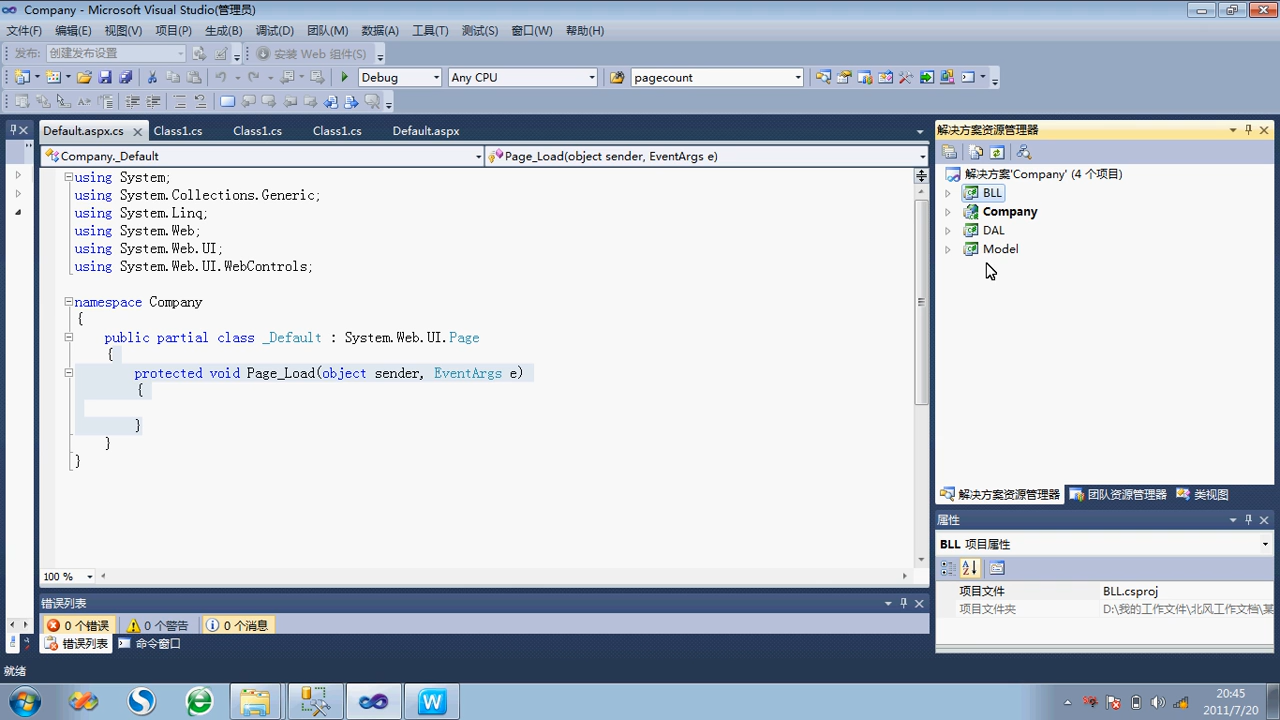 Company - Microsoft Visual Studio(管理员)
文件(F) 编辑(E) 视图(V) 项目(P) 生成(B) 调试(D) 团队(M) 数据(A) 工具(T) 测试(S) 窗口(W) 帮助(H)
发布: 创建发布设置 安装 Web 组件(S)
Debug Any CPU pagecount
Default.aspx.cs Class1.cs Class1.cs Class1.cs Default.aspx
Company._Default Page_Load(object sender, EventArgs e)
using System;
using System.Collections.Generic;
using System.Linq;
using System.Web;
using System.Web.UI;
using System.Web.UI.WebControls;
namespace Company
{
public partial class _Default : System.Web.UI.Page
{
protected void Page_Load(object sender, EventArgs e)
{
}
}
}
100 %
解决方案资源管理器
解决方案'Company' (4 个项目)
BLL
Company
DAL
Model
解决方案资源管理器 团队资源管理器 类视图
属性
BLL 项目属性
项目文件 BLL.csproj
项目文件夹 D:\我的工作文件\北风工作文档\某
错误列表
0 个错误 0 个警告 0 个消息
错误列表 命令窗口
就绪
20:45
2011/7/20